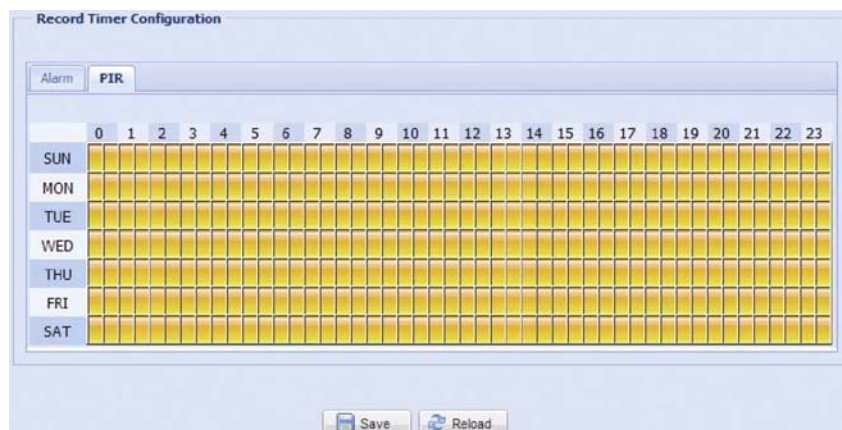 Record Timer Configuration
Alarm PIR
0 1 2 3 4 5 6 7 8 9 10 11 12 13 14 15 16 17 18 19 20 21 22 23
SUN
MON
TUE
WED
THU
FRI
SAT
Save Reload